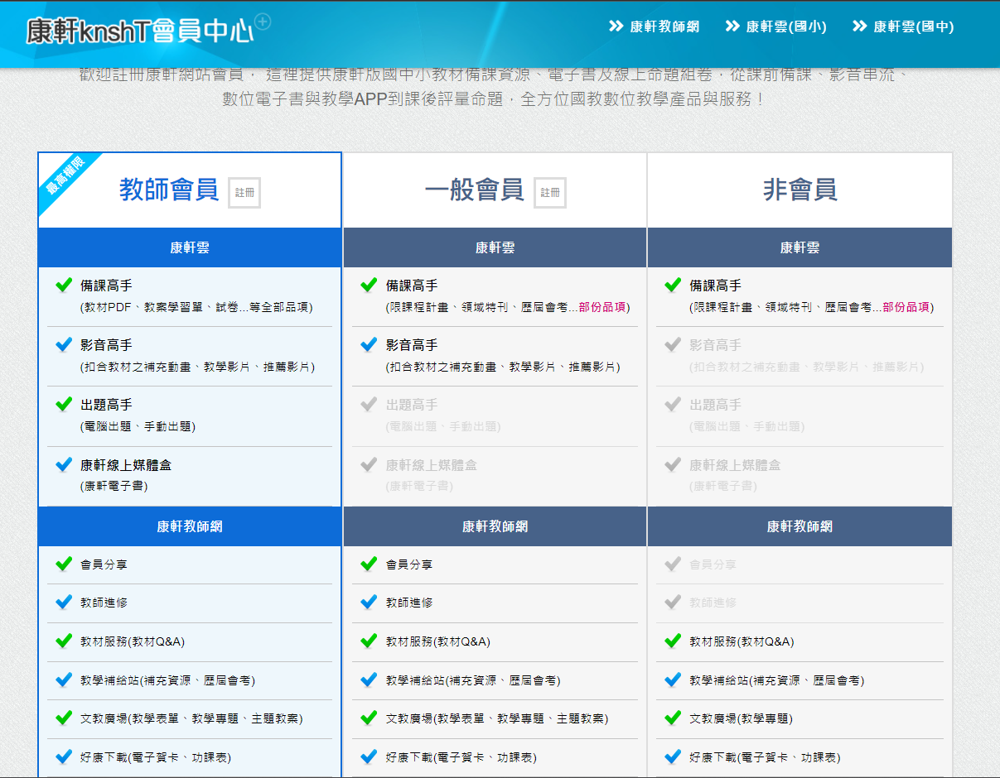 康軒knshT會員中心
康軒教師網
康軒雲(國小)
康軒雲(國中)
歡迎註冊康軒網站會員， 這裡提供康軒版國中小教材備課資源、電子書及線上命題組卷，從課前備課、影音串流、
數位電子書與教學APP到課後評量命題，全方位國教數位教學產品與服務！
最高權限
教師會員 註冊
康軒雲
備課高手
(教材PDF、教案學習單、試卷...等全部品項)
影音高手
(扣合教材之補充動畫、教學影片、推薦影片)
出題高手
(電腦出題、手動出題)
康軒線上媒體盒
(康軒電子書)
康軒教師網
會員分享
教師進修
教材服務(教材Q&A)
教學補給站(補充資源、歷屆會考)
文教廣場(教學表單、教學專題、主題教案)
好康下載(電子賀卡、功課表)
一般會員 註冊
康軒雲
備課高手
(限課程計畫、領域特刊、歷屆會考...部份品項)
影音高手
(扣合教材之補充動畫、教學影片、推薦影片)
出題高手
(電腦出題、手動出題)
康軒線上媒體盒
(康軒電子書)
康軒教師網
會員分享
教師進修
教材服務(教材Q&A)
教學補給站(補充資源、歷屆會考)
文教廣場(教學表單、教學專題、主題教案)
好康下載(電子賀卡、功課表)
非會員
康軒雲
備課高手
(限課程計畫、領域特刊、歷屆會考...部份品項)
影音高手
(扣合教材之補充動畫、教學影片、推薦影片)
出題高手
(電腦出題、手動出題)
康軒線上媒體盒
(康軒電子書)
康軒教師網
會員分享
教師進修
教材服務(教材Q&A)
教學補給站(補充資源、歷屆會考)
文教廣場(教學專題)
好康下載(電子賀卡、功課表)